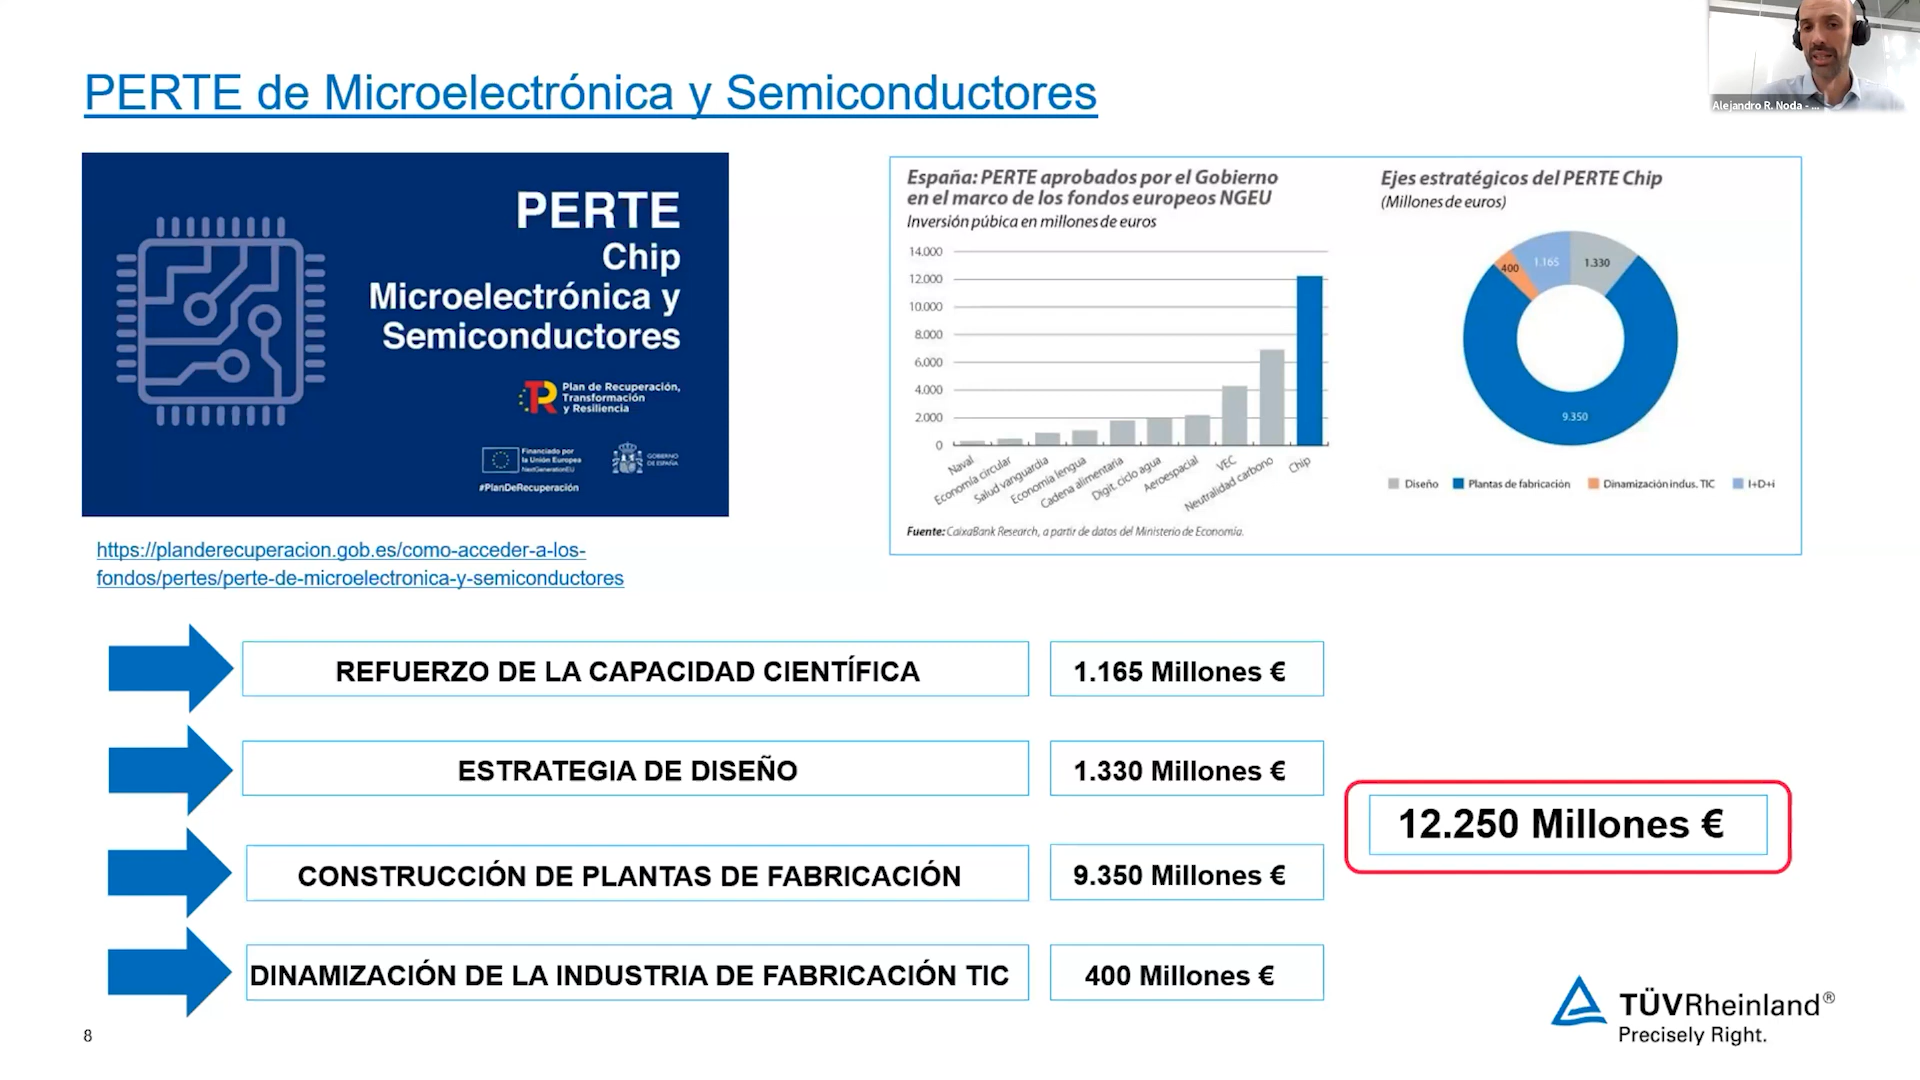 PERTE de Microelectrónica y Semiconductores
Alejandro R. Noda - ...
PERTE
Chip
Microelectrónica y
Semiconductores
Plan de Recuperación,
Transformación
y Resiliencia
Financiado por
la Unión Europea
NextGenerationEU
GOBIERNO
DE ESPAÑA
#PlanDeRecuperación
https://planderecuperacion.gob.es/como-acceder-a-los-
fondos/pertes/perte-de-microelectronica-y-semiconductores
España: PERTE aprobados por el Gobierno
en el marco de los fondos europeos NGEU
Inversión púbica en millones de euros
14.000
12.000
10.000
8.000
6.000
4.000
2.000
0
Naval
Economía circular
Salud vanguardia
Economía lengua
Cadena alimentaria
Digit. ciclo agua
Aeroespacial
VEC
Neutralidad carbono
Chip
Fuente: CaixaBank Research, a partir de datos del Ministerio de Economía.
Ejes estratégicos del PERTE Chip
(Millones de euros)
400
1.165
1.330
9.350
Diseño
Plantas de fabricación
Dinamización indus. TIC
I+D+i
REFUERZO DE LA CAPACIDAD CIENTÍFICA
1.165 Millones €
ESTRATEGIA DE DISEÑO
1.330 Millones €
CONSTRUCCIÓN DE PLANTAS DE FABRICACIÓN
9.350 Millones €
DINAMIZACIÓN DE LA INDUSTRIA DE FABRICACIÓN TIC
400 Millones €
12.250 Millones €
TÜVRheinland®
Precisely Right.
8